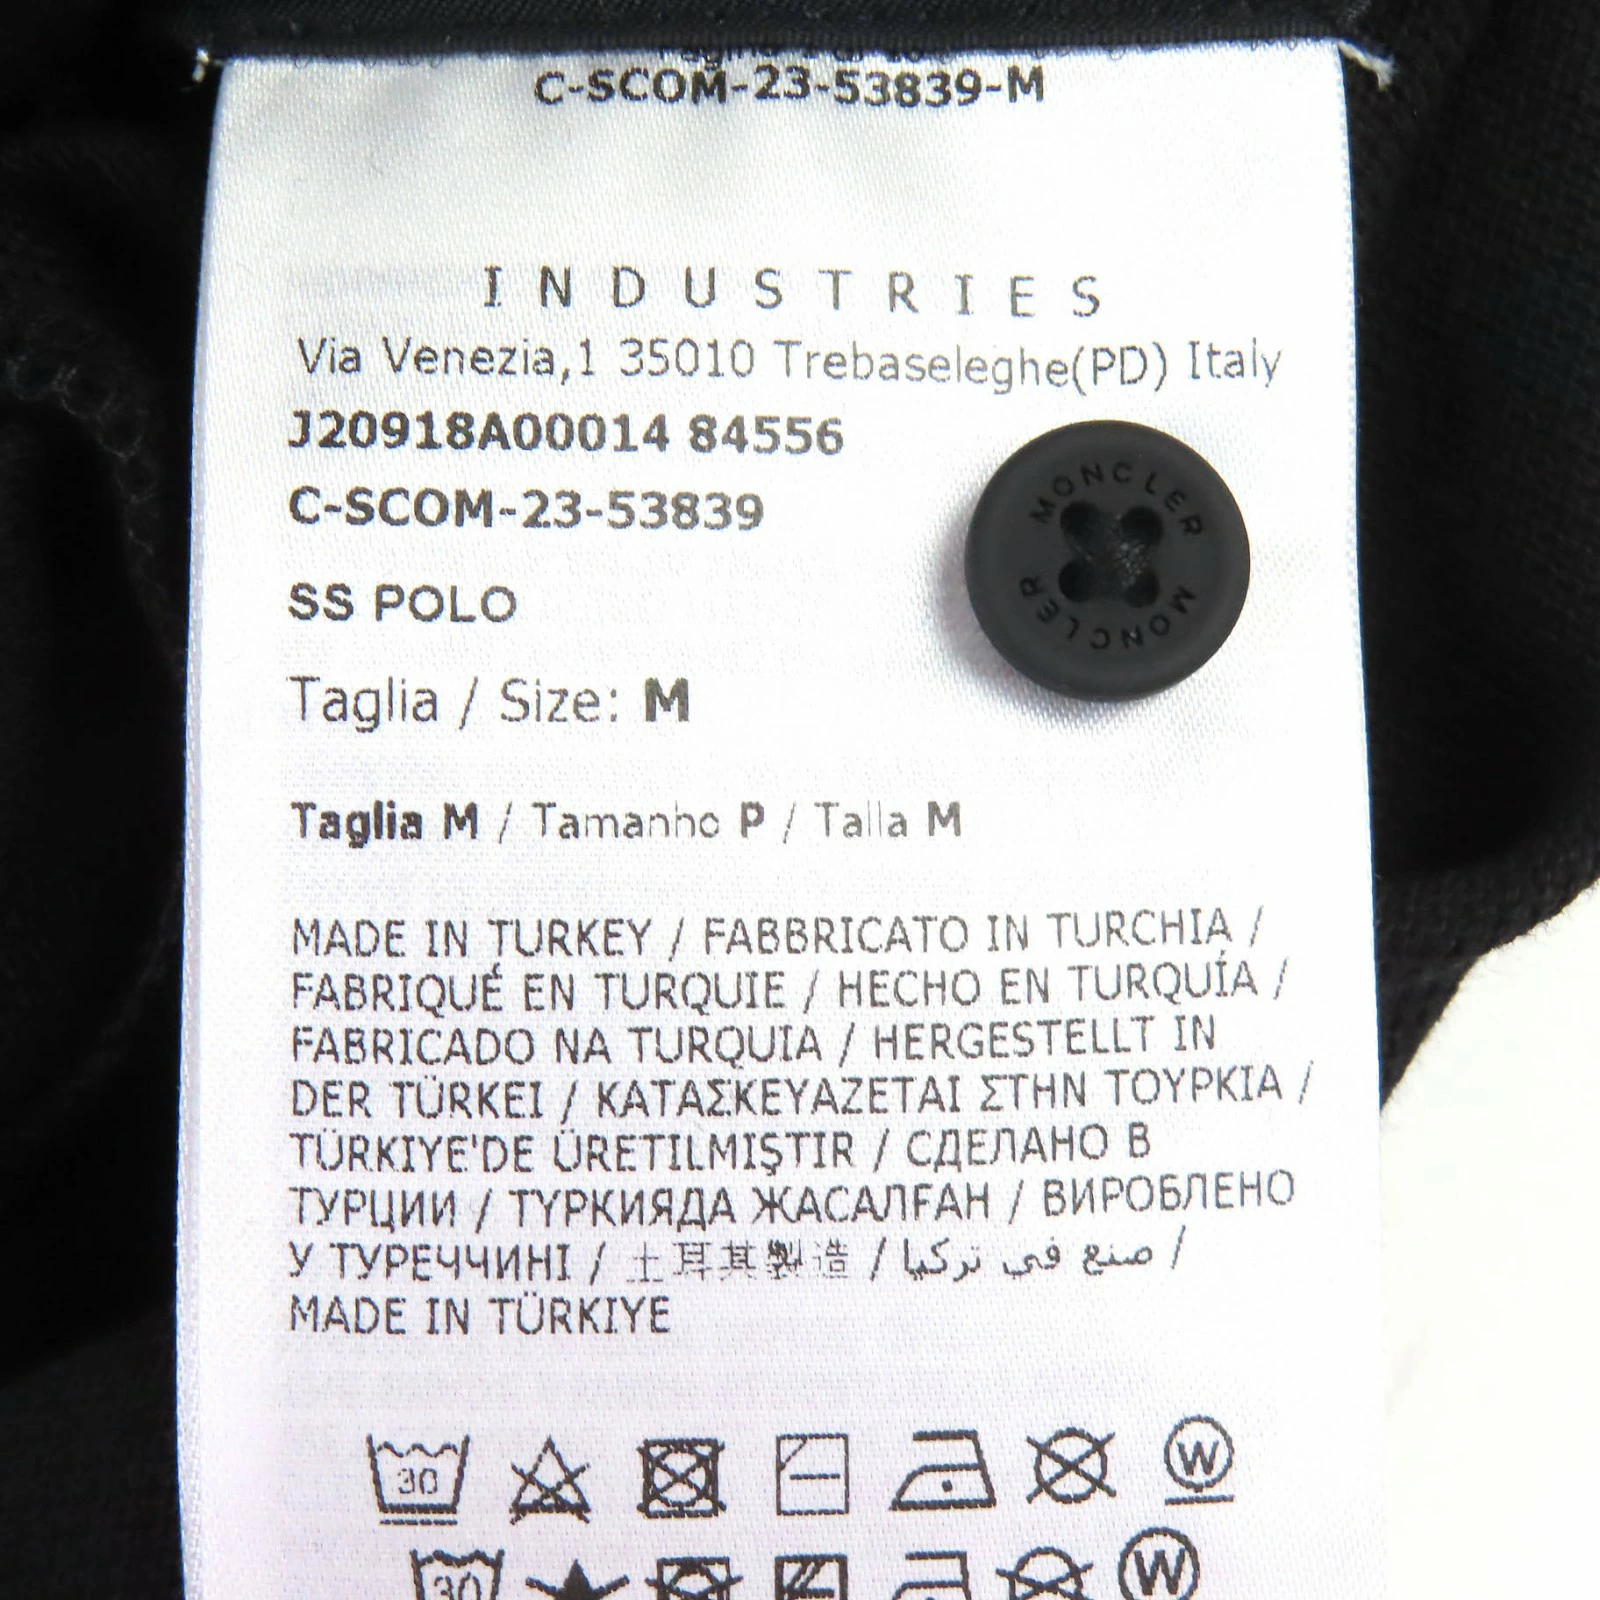 C-SCOM-23-53839-M
INDUSTRIES
Via Venezia,1 35010 Trebaseleghe(PD) Italy
J20918A00014 84556
C-SCOM-23-53839
MONCLER
MONCLER
SS POLO
Taglia / Size: M
Taglia M / Tamanho P / Talla M
MADE IN TURKEY / FABBRICATO IN TURCHIA /
FABRIQUÉ EN TURQUIE / HECHO EN TURQUÍA /
FABRICADO NA TURQUIA / HERGESTELLT IN
DER TÜRKEI / ΚΑΤΑΣΚΕΥΑΖΕΤΑΙ ΣΤΗΝ ΤΟΥΡΚΙΑ /
TÜRKIYE'DE ÜRETILMIŞTIR / СДЕЛАНО В
ТУРЦИИ / ТҮРКИЯДА ЖАСАЛҒАН / ВИРОБЛЕНО
У ТУРЕЧЧИНІ / 土耳其製造 / صنع في تركيا /
MADE IN TÜRKIYE
30 W
30 W